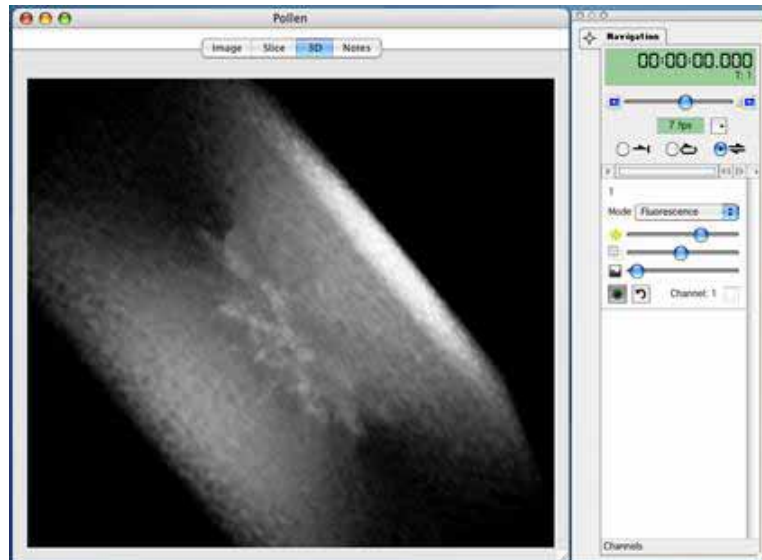 Pollen
Image Slice 3D Notes
Navigation
00:00:00.000
T: 1
7 fps
1
Mode Fluorescence
Channel: 1
Channels